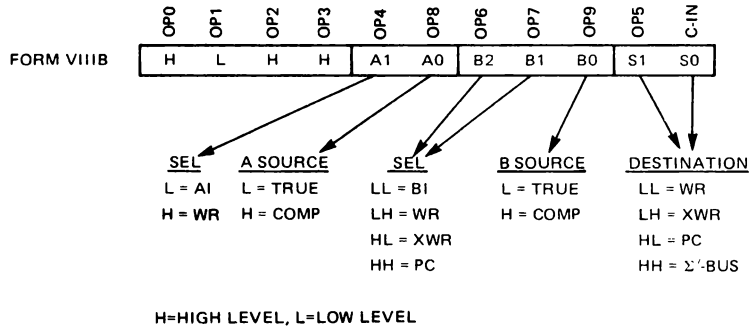 OP0 OP1 OP2 OP3 OP4 OP8 OP6 OP7 OP9 OP5 C-IN
FORM VIIIB H L H H A1 A0 B2 B1 B0 S1 S0
SEL A SOURCE SEL B SOURCE DESTINATION
L = AI L = TRUE LL = BI L = TRUE LL = WR
H = WR H = COMP LH = WR H = COMP LH = XWR
HL = XWR HL = PC
HH = PC HH = Σ'-BUS
H=HIGH LEVEL, L=LOW LEVEL